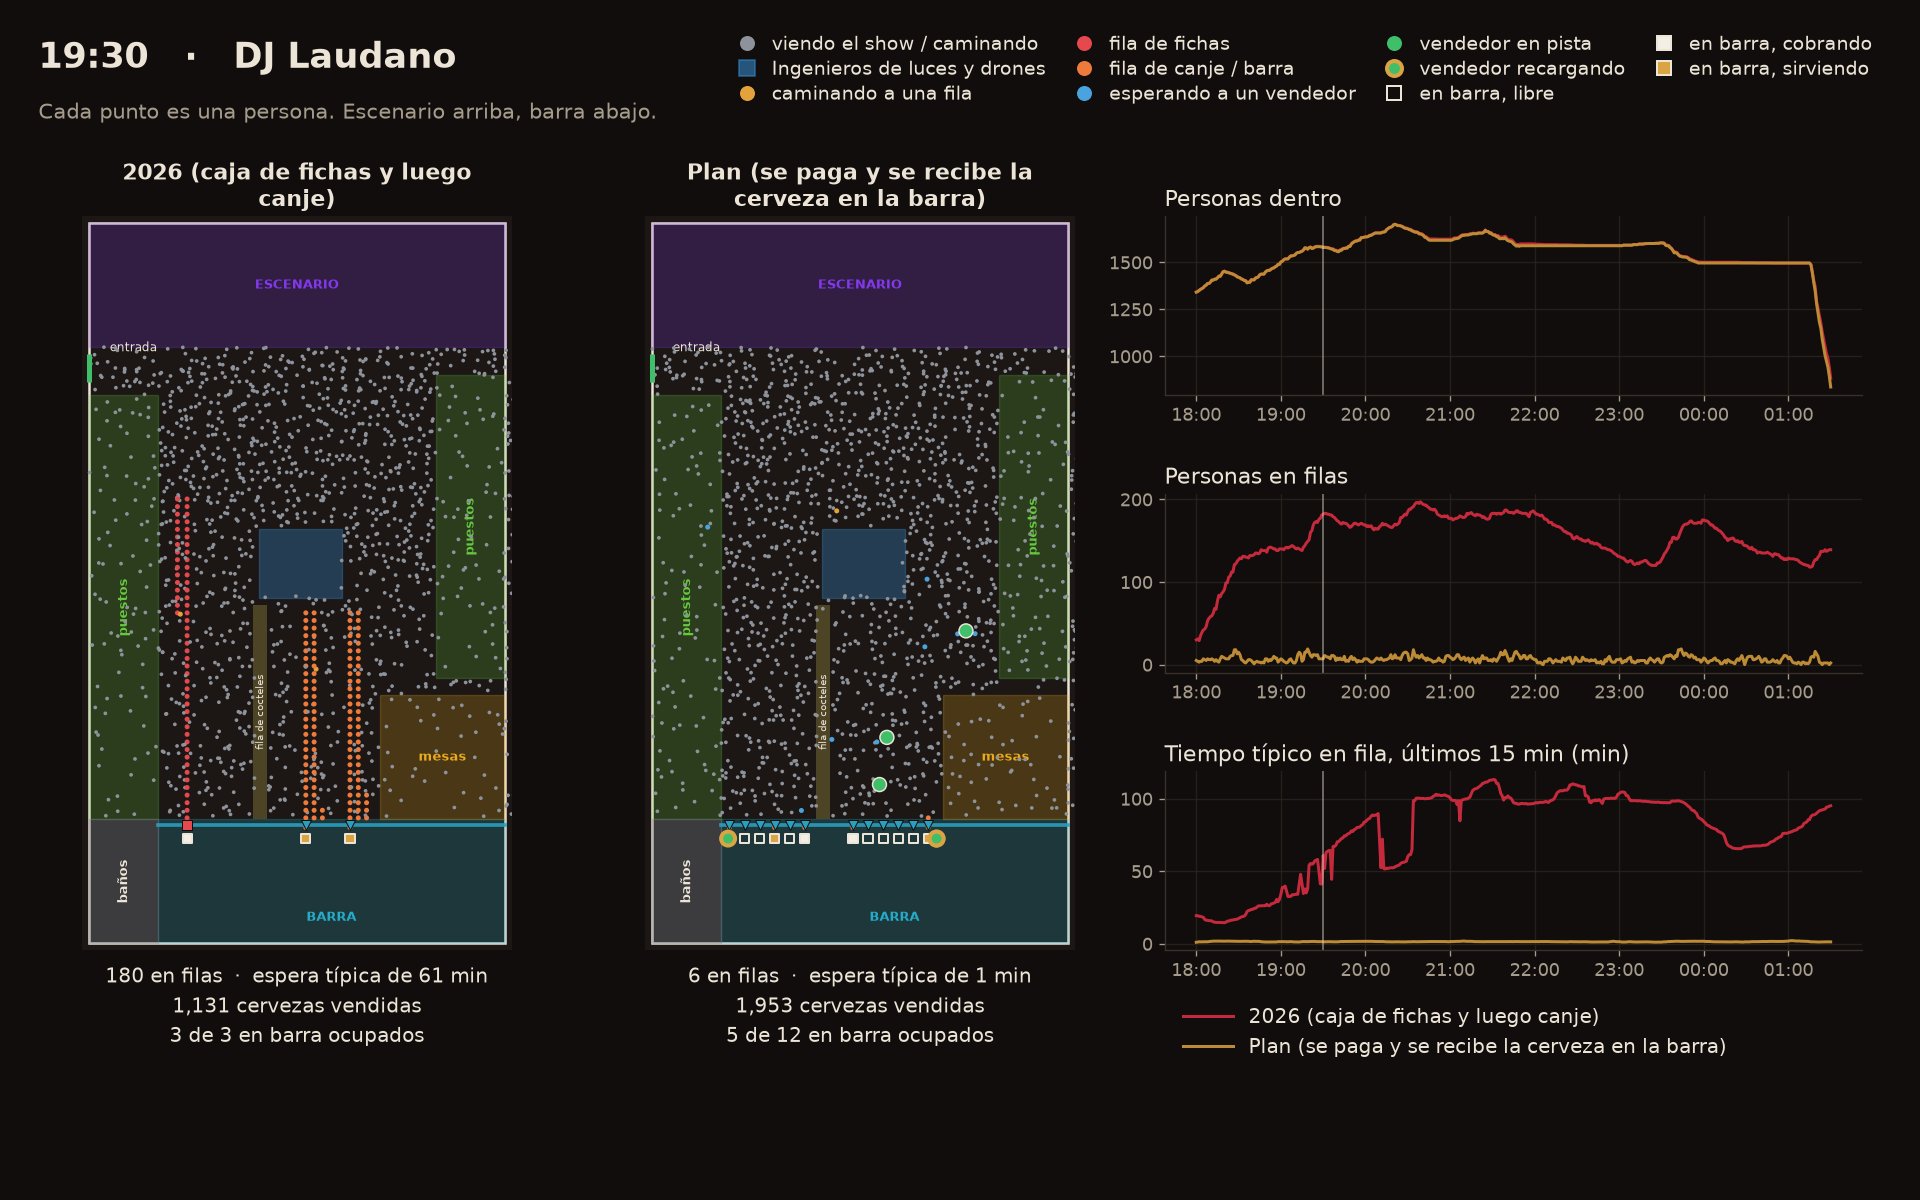 19:30 · DJ Laudano
Cada punto es una persona. Escenario arriba, barra abajo.
viendo el show / caminando
Ingenieros de luces y drones
caminando a una fila
fila de fichas
fila de canje / barra
esperando a un vendedor
vendedor en pista
vendedor recargando
en barra, libre
en barra, cobrando
en barra, sirviendo
2026 (caja de fichas y luego
canje)
ESCENARIO
entrada
puestos
puestos
fila de cocteles
mesas
baños
BARRA
180 en filas · espera típica de 61 min
1,131 cervezas vendidas
3 de 3 en barra ocupados
Plan (se paga y se recibe la
cerveza en la barra)
ESCENARIO
entrada
puestos
puestos
fila de cocteles
mesas
baños
BARRA
6 en filas · espera típica de 1 min
1,953 cervezas vendidas
5 de 12 en barra ocupados
Personas dentro
1500
1250
1000
18:00 19:00 20:00 21:00 22:00 23:00 00:00 01:00
Personas en filas
200
100
0
18:00 19:00 20:00 21:00 22:00 23:00 00:00 01:00
Tiempo típico en fila, últimos 15 min (min)
100
50
0
18:00 19:00 20:00 21:00 22:00 23:00 00:00 01:00
2026 (caja de fichas y luego canje)
Plan (se paga y se recibe la cerveza en la barra)